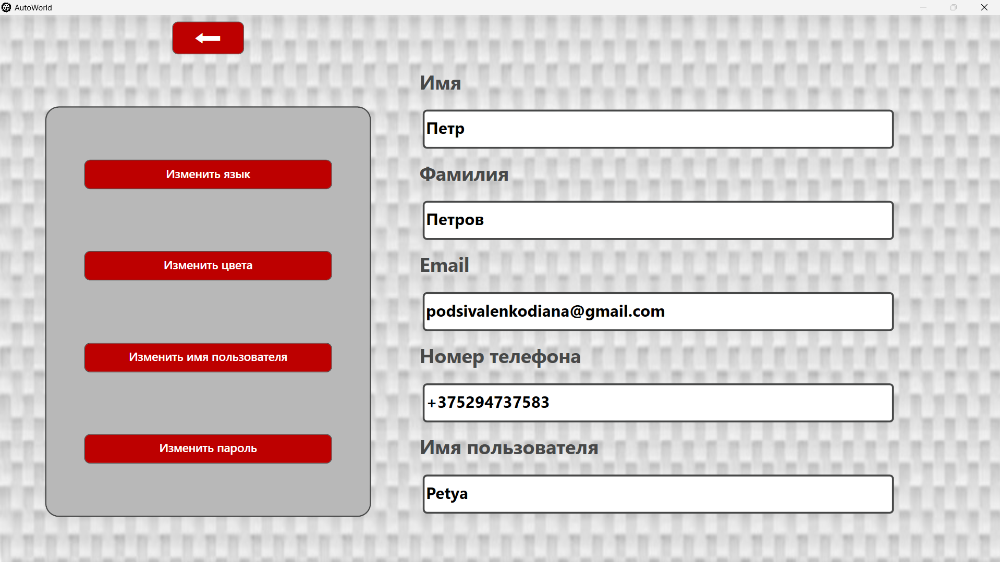 AutoWorld
Изменить язык
Изменить цвета
Изменить имя пользователя
Изменить пароль
Имя
Петр
Фамилия
Петров
Email
podsivalenkodiana@gmail.com
Номер телефона
+375294737583
Имя пользователя
Petya